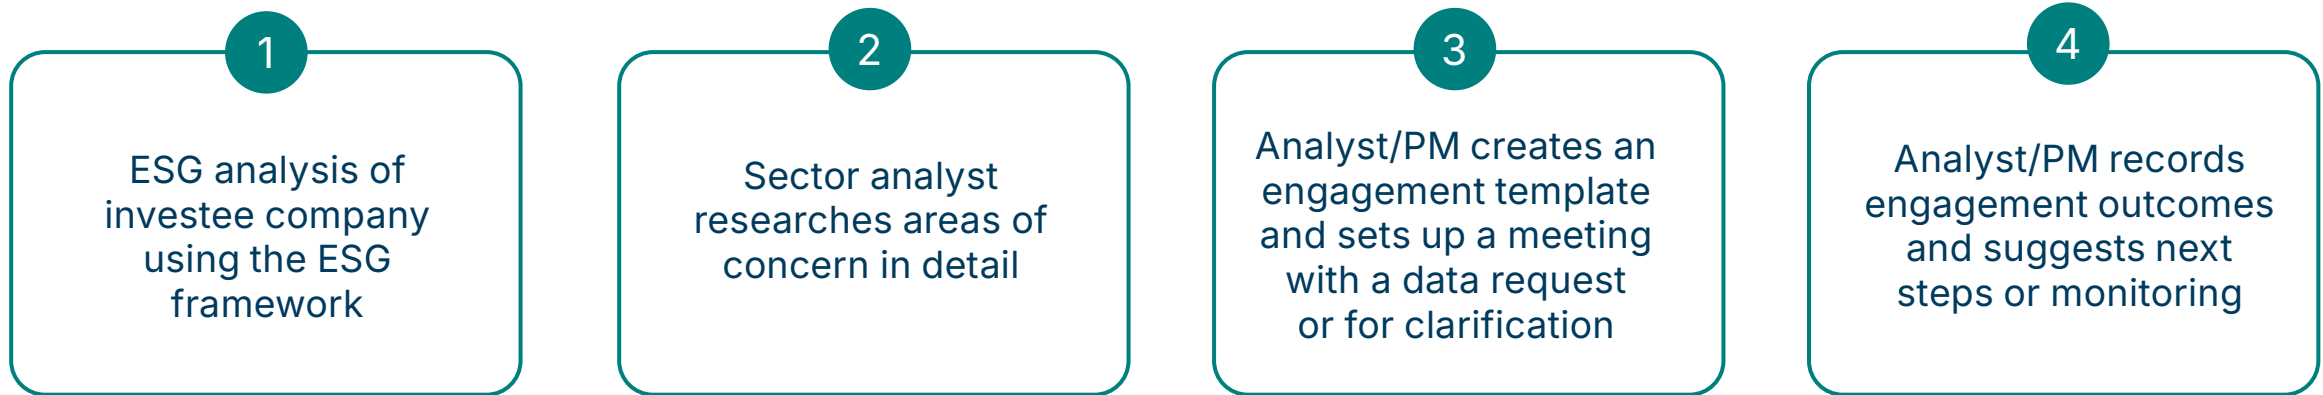 1
ESG analysis of
investee company
using the ESG
framework
2
Sector analyst
researches areas of
concern in detail
3
Analyst/PM creates an
engagement template
and sets up a meeting
with a data request
or for clarification
4
Analyst/PM records
engagement outcomes
and suggests next
steps or monitoring